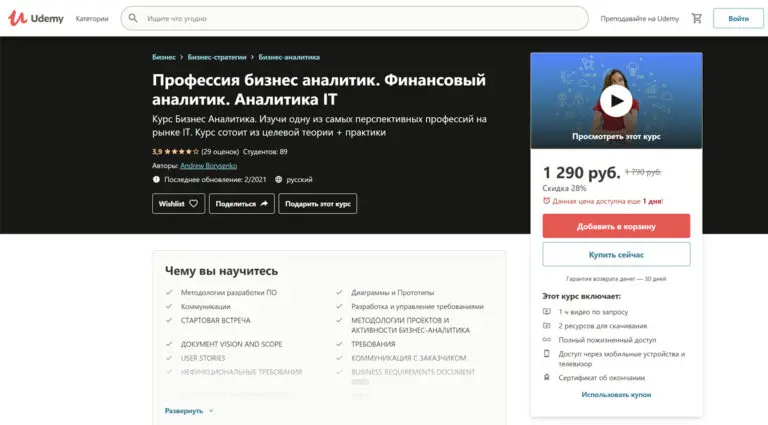 Udemy
Категории
Ищите что угодно
Преподавайте на Udemy
Войти
Бизнес > Бизнес-стратегии > Бизнес-аналитика
Профессия бизнес аналитик. Финансовый
аналитик. Аналитика IT
Курс Бизнес Аналитика. Изучи одну из самых перспективных профессий на
рынке IT. Курс сотоит из целевой теории + практики
3,9 (29 оценок) Студентов: 89
Авторы: Andrew Borysenko
Последнее обновление: 2/2021 русский
Wishlist
Поделиться
Подарить этот курс
Просмотреть этот курс
1 290 руб. 1 790 руб.
Скидка 28%
Данная цена доступна еще 1 дня!
Добавить в корзину
Купить сейчас
Гарантия возврата денег — 30 дней
Этот курс включает:
1 ч видео по запросу
2 ресурсов для скачивания
Полный пожизненный доступ
Доступ через мобильные устройства и
телевизор
Сертификат об окончании
Использовать купон
Чему вы научитесь
Методологии разработки ПО
Коммуникации
СТАРТОВАЯ ВСТРЕЧА
ДОКУМЕНТ VISION AND SCOPE
USER STORIES
НЕФУНКЦИОНАЛЬНЫЕ ТРЕБОВАНИЯ
Диаграммы и Прототипы
Разработка и управление требованиями
МЕТОДОЛОГИИ ПРОЕКТОВ И
АКТИВНОСТИ БИЗНЕС-АНАЛИТИКА
ТРЕБОВАНИЯ
КОММУНИКАЦИЯ С ЗАКАЗЧИКОМ
BUSINESS REQUIREMENTS DOCUMENT
Развернуть